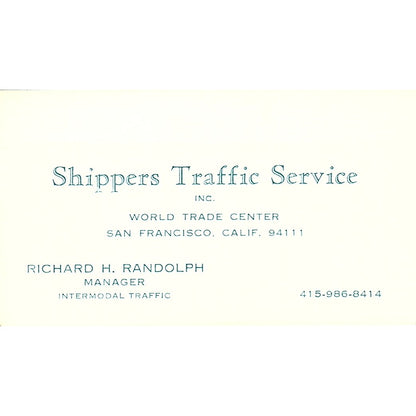 Shippers Traffic Service
INC.
WORLD TRADE CENTER
SAN FRANCISCO, CALIF. 94111
RICHARD H. RANDOLPH
MANAGER
INTERMODAL TRAFFIC
415-986-8414